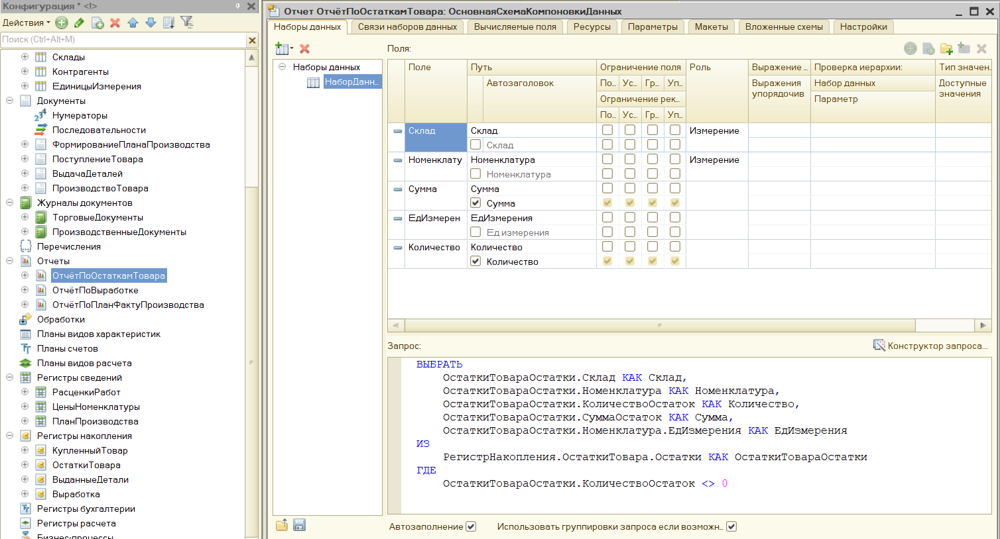 Конфигурация * <!>
Действия
Поиск (Ctrl+Alt+M)
Склады
Контрагенты
ЕдиницыИзмерения
Документы
Нумераторы
Последовательности
ФормированиеПланаПроизводства
ПоступлениеТовара
ВыдачаДеталей
ПроизводствоТовара
Журналы документов
ТорговыеДокументы
ПроизводственныеДокументы
Перечисления
Отчеты
ОтчётПоОстаткамТовара
ОтчётПоВыработке
ОтчётПоПланФактуПроизводства
Обработки
Планы видов характеристик
Планы счетов
Планы видов расчета
Регистры сведений
РасценкиРабот
ЦеныНоменклатуры
ПланПроизводства
Регистры накопления
КупленныйТовар
ОстаткиТовара
ВыданныеДетали
Выработка
Регистры бухгалтерии
Регистры расчета
Бизнес-процессы
Отчет ОтчётПоОстаткамТовара: ОсновнаяСхемаКомпоновкиДанных
Наборы данных Связи наборов данных Вычисляемые поля Ресурсы Параметры Макеты Вложенные схемы Настройки
Наборы данных
НаборДанн...
Поля:
Поле Путь Ограничение поля Роль Выражение ... Проверка иерархии: Тип значен...
Автозаголовок По... Ус... Гр... Уп... Выражения упорядочив Набор данных Доступные значения
Ограничение рек... Параметр
По... Ус... Гр... Уп...
Склад Склад Измерение
Склад
Номенклату Номенклатура Измерение
Номенклатура
Сумма Сумма
Сумма
ЕдИзмерен ЕдИзмерения
Ед измерения
Количество Количество
Количество
Запрос: Конструктор запроса...
ВЫБРАТЬ
ОстаткиТовараОстатки.Склад КАК Склад,
ОстаткиТовараОстатки.Номенклатура КАК Номенклатура,
ОстаткиТовараОстатки.КоличествоОстаток КАК Количество,
ОстаткиТовараОстатки.СуммаОстаток КАК Сумма,
ОстаткиТовараОстатки.Номенклатура.ЕдИзмерения КАК ЕдИзмерения
ИЗ
РегистрНакопления.ОстаткиТовара.Остатки КАК ОстаткиТовараОстатки
ГДЕ
ОстаткиТовараОстатки.КоличествоОстаток <> 0
Автозаполнение Использовать группировки запроса если возможн...